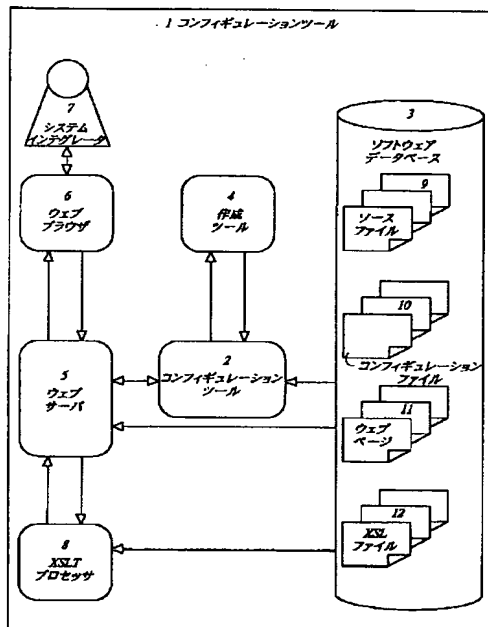 1 コンフィギュレーションツール
7
システム
インテグレータ
6
ウェブ
ブラウザ
4
作成
ツール
3
ソフトウェア
データベース
9
ソース
ファイル
10
コンフィギュレーション
ファイル
2
コンフィギュレーション
ツール
5
ウェブ
サーバ
11
ウェブ
ページ
12
XSL
ファイル
8
XSLT
プロセッサ